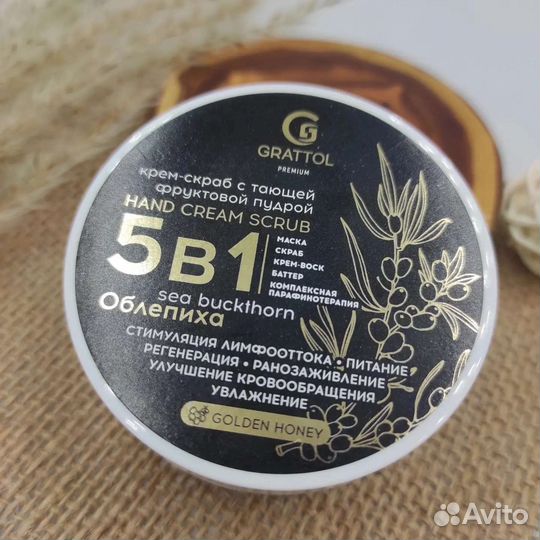 GRATTOL
PREMIUM
крем-скраб с тающей
фруктовой пудрой
HAND CREAM SCRUB
5В1
МАСКА
СКРАБ
КРЕМ-ВОСК
БАТТЕР
КОМПЛЕКСНАЯ
ПАРАФИНОТЕРАПИЯ
sea buckthorn
Облепиха
СТИМУЛЯЦИЯ ЛИМФООТТОКА • ПИТАНИЕ
РЕГЕНЕРАЦИЯ • РАНОЗАЖИВЛЕНИЕ
УЛУЧШЕНИЕ КРОВООБРАЩЕНИЯ
УВЛАЖНЕНИЕ
GOLDEN HONEY
Avito